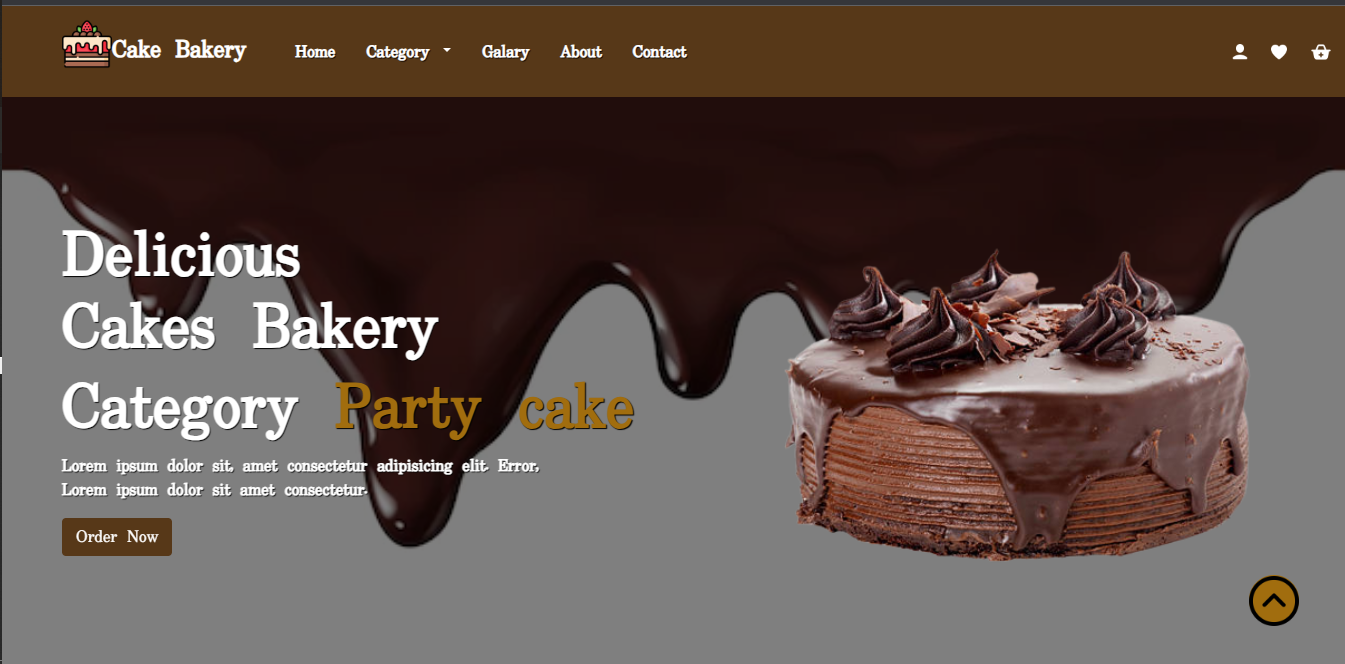 Cake Bakery
Home Category Galary About Contact
Delicious
Cakes Bakery
Category Party cake
Lorem ipsum dolor sit, amet consectetur adipisicing elit. Error,
Lorem ipsum dolor sit amet consectetur.
Order Now